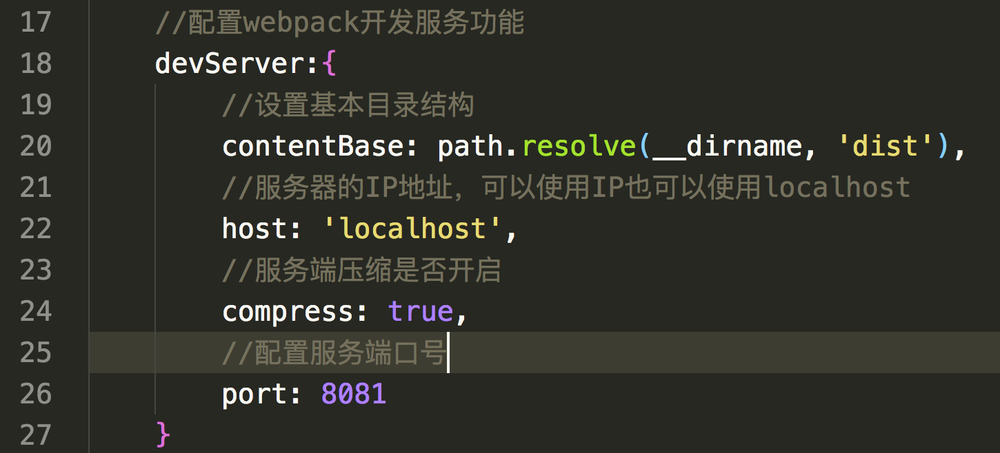 17 //配置webpack开发服务功能
18 devServer:{
19 //设置基本目录结构
20 contentBase: path.resolve(__dirname, 'dist'),
21 //服务器的IP地址，可以使用IP也可以使用localhost
22 host: 'localhost',
23 //服务端压缩是否开启
24 compress: true,
25 //配置服务端口号
26 port: 8081
27 }